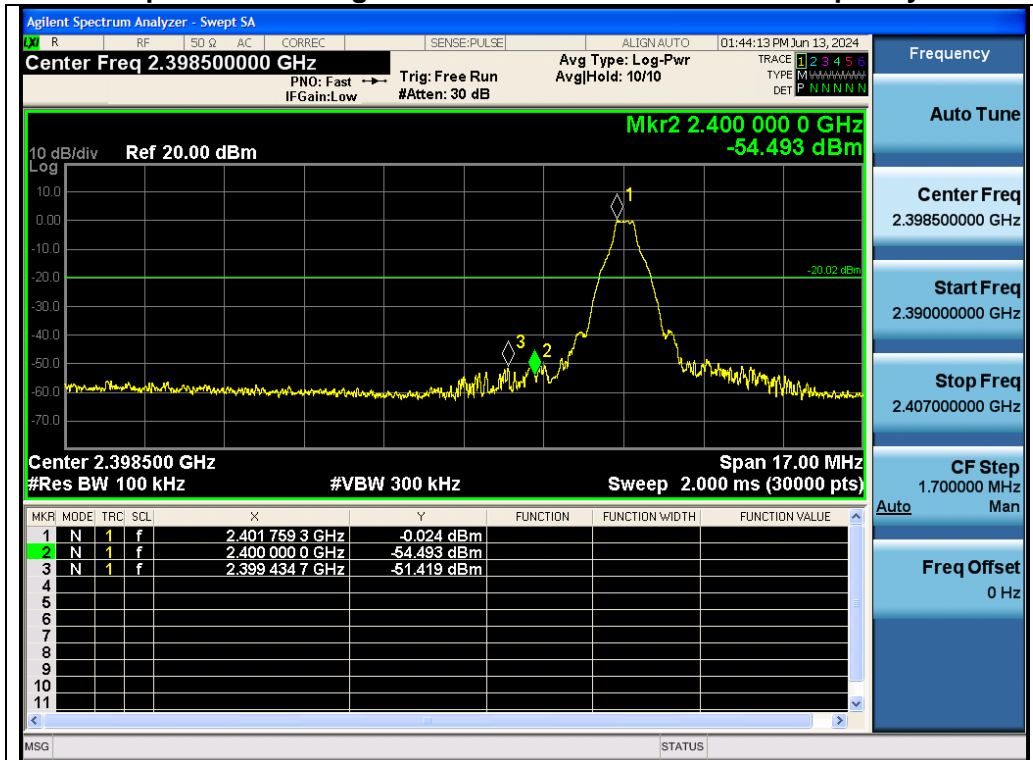 Agilent Spectrum Analyzer - Swept SA
LXI R RF 50 Ω AC CORREC SENSE:PULSE ALIGN AUTO 01:44:13 PM Jun 13, 2024
Center Freq 2.398500000 GHz
PNO: Fast
IFGain:Low
Trig: Free Run
#Atten: 30 dB
Avg Type: Log-Pwr
Avg|Hold: 10/10
TRACE 1 2 3 4 5 6
TYPE M WWWWW
DET P N N N N N
Frequency
Auto Tune
Center Freq
2.398500000 GHz
Start Freq
2.390000000 GHz
Stop Freq
2.407000000 GHz
CF Step
1.700000 MHz
Auto Man
Freq Offset
0 Hz
Mkr2 2.400 000 0 GHz
-54.493 dBm
10 dB/div Ref 20.00 dBm
Log
10.0
0.00
-10.0
-20.0
-30.0
-40.0
-50.0
-60.0
-70.0
1
-20.02 dBm
3
2
Center 2.398500 GHz Span 17.00 MHz
#Res BW 100 kHz #VBW 300 kHz Sweep 2.000 ms (30000 pts)
MKR MODE TRC SCL X Y FUNCTION FUNCTION WIDTH FUNCTION VALUE
1 N 1 f 2.401 759 3 GHz -0.024 dBm
2 N 1 f 2.400 000 0 GHz -54.493 dBm
3 N 1 f 2.399 434 7 GHz -51.419 dBm
4
5
6
7
8
9
10
11
MSG STATUS